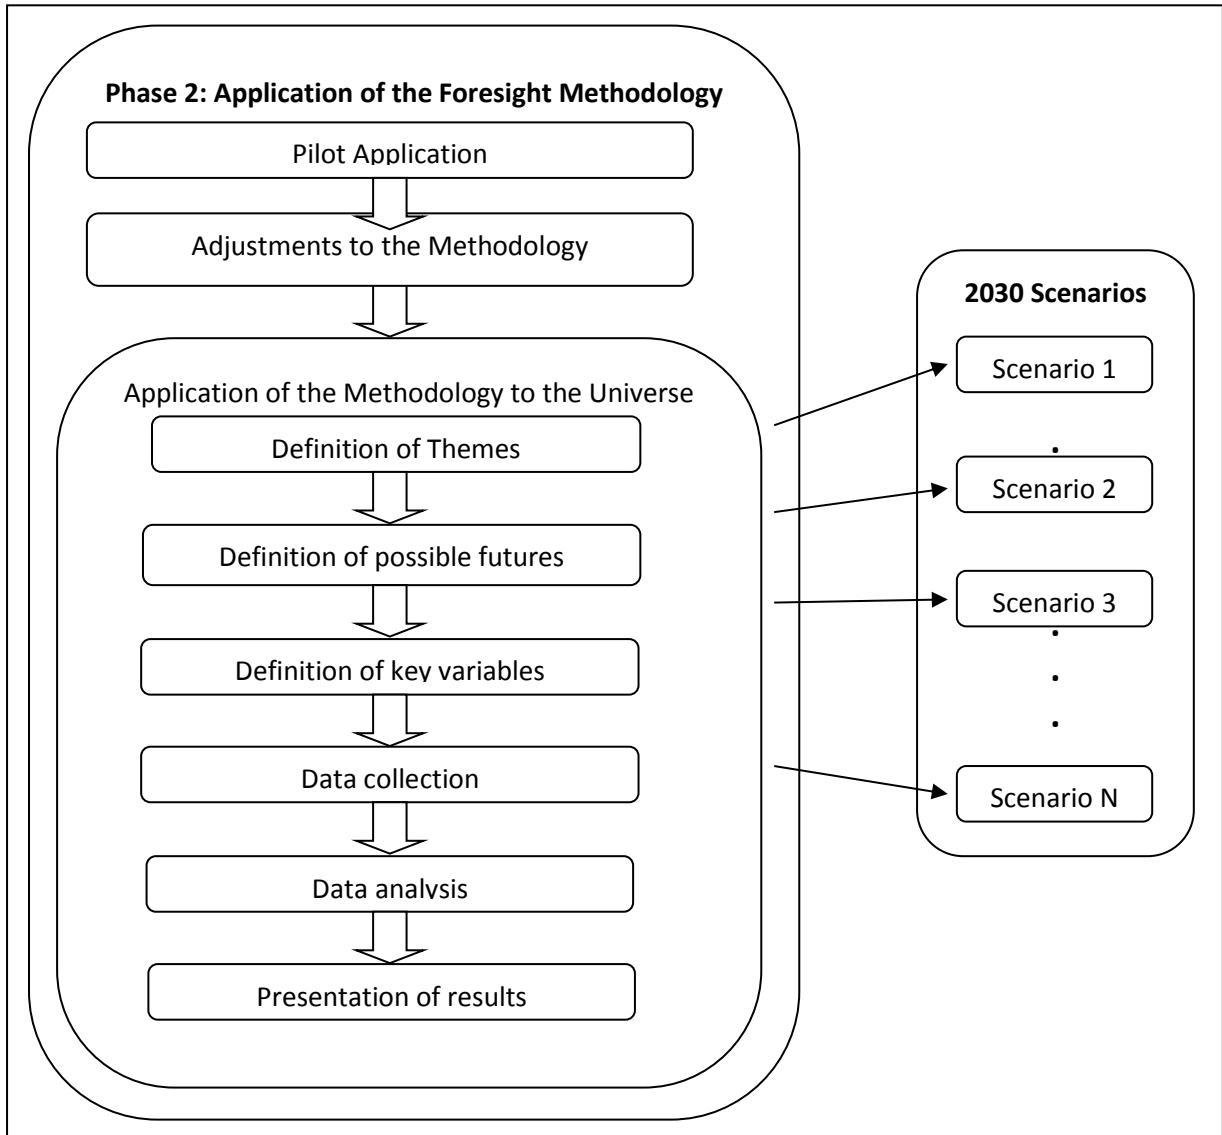 Phase 2: Application of the Foresight Methodology
Pilot Application
Adjustments to the Methodology
Application of the Methodology to the Universe
Definition of Themes
Definition of possible futures
Definition of key variables
Data collection
Data analysis
Presentation of results
2030 Scenarios
Scenario 1
.
Scenario 2
Scenario 3
.
.
.
Scenario N